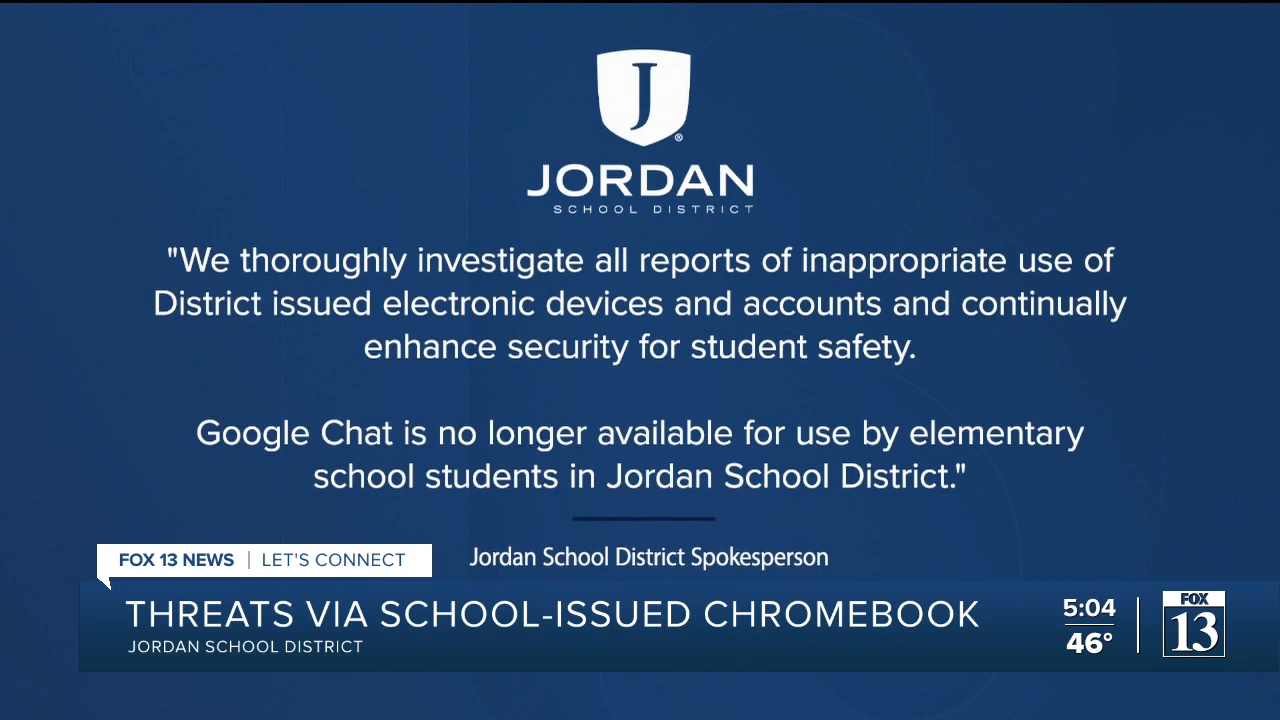 J
®
JORDAN
SCHOOL DISTRICT
"We thoroughly investigate all reports of inappropriate use of
District issued electronic devices and accounts and continually
enhance security for student safety.
Google Chat is no longer available for use by elementary
school students in Jordan School District."
Jordan School District Spokesperson
FOX 13 NEWS | LET'S CONNECT
THREATS VIA SCHOOL-ISSUED CHROMEBOOK
JORDAN SCHOOL DISTRICT
5:04
46°
FOX
13